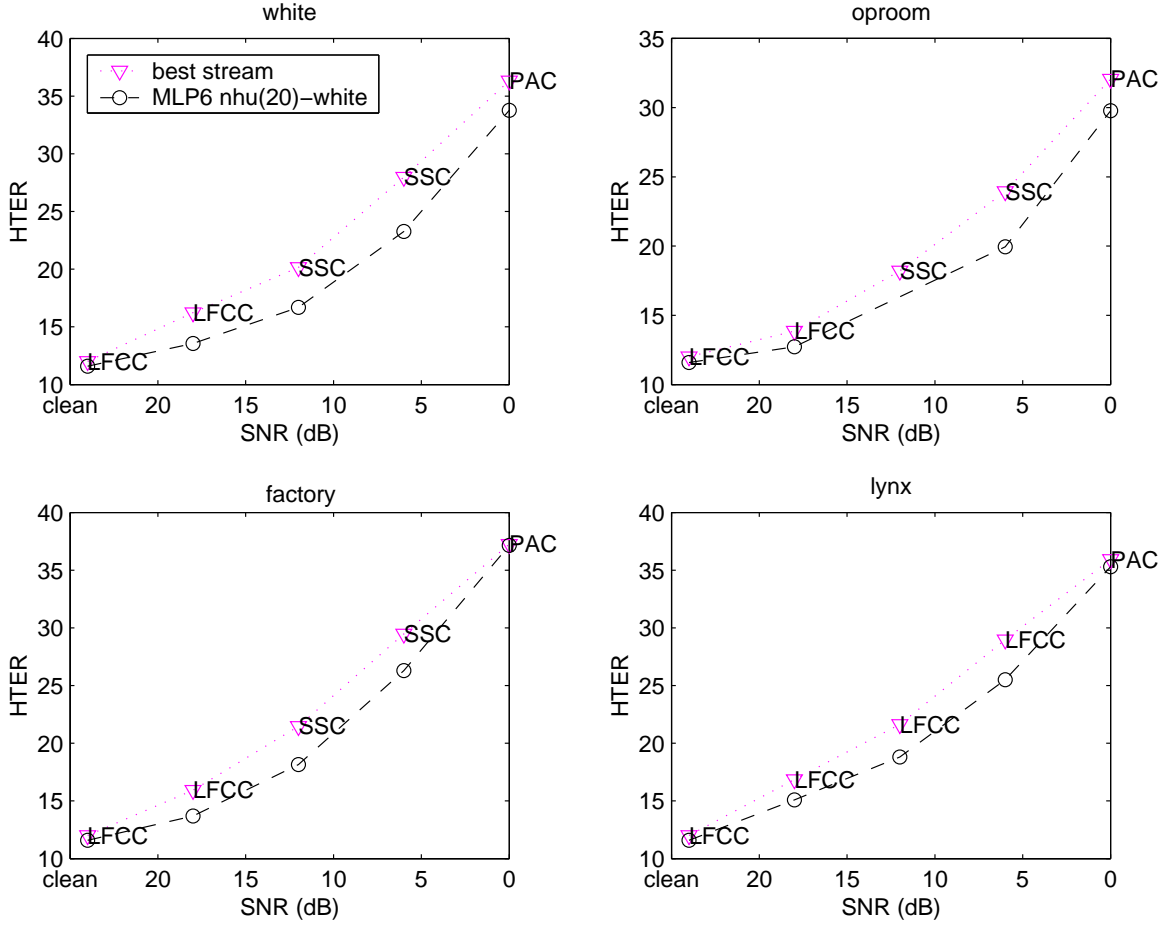 white
40
35
30
25
20
15
10
HTER
best stream
MLP6 nhu(20)-white
LFCC
LFCC
SSC
SSC
PAC
clean 20 15 10 5 0
SNR (dB)
oproom
35
30
25
20
15
10
HTER
LFCC
LFCC
SSC
SSC
PAC
clean 20 15 10 5 0
SNR (dB)
factory
40
35
30
25
20
15
10
HTER
LFCC
LFCC
SSC
SSC
PAC
clean 20 15 10 5 0
SNR (dB)
lynx
40
35
30
25
20
15
10
HTER
LFCC
LFCC
LFCC
LFCC
PAC
clean 20 15 10 5 0
SNR (dB)